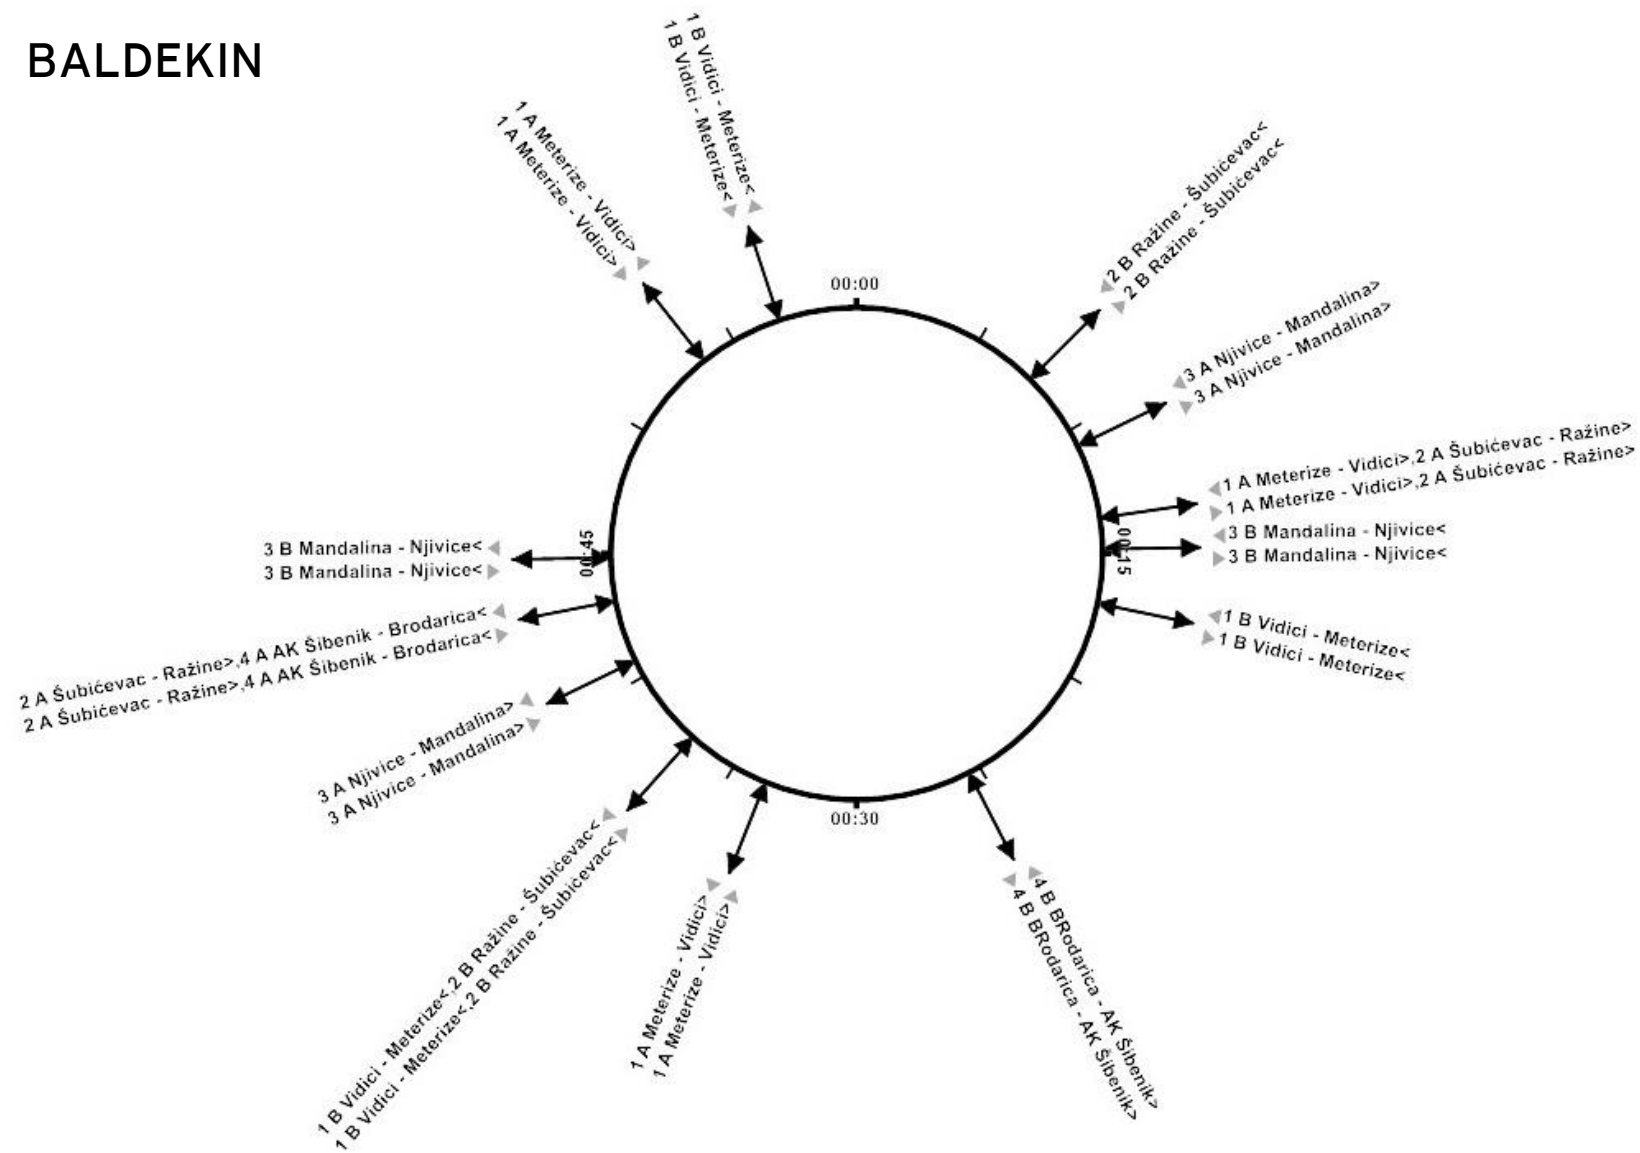 BALDEKIN
1 B Vidici - Meterize<
1 B Vidici - Meterize<
1 A Meterize - Vidici>
1 A Meterize - Vidici>
00:00
2 B Ražine - Šubićevac<
2 B Ražine - Šubićevac<
3 A Njivice - Mandalina>
3 A Njivice - Mandalina>
1 A Meterize - Vidici>,2 A Šubićevac - Ražine>
1 A Meterize - Vidici>,2 A Šubićevac - Ražine>
00:15
3 B Mandalina - Njivice<
3 B Mandalina - Njivice<
1 B Vidici - Meterize<
1 B Vidici - Meterize<
4 B BRodarica - AK Šibenik>
4 B BRodarica - AK Šibenik>
00:30
1 A Meterize - Vidici>
1 A Meterize - Vidici>
1 B Vidici - Meterize<,2 B Ražine - Šubićevac<
1 B Vidici - Meterize<,2 B Ražine - Šubićevac<
3 A Njivice - Mandalina>
3 A Njivice - Mandalina>
2 A Šubićevac - Ražine>,4 A AK Šibenik - Brodarica<
2 A Šubićevac - Ražine>,4 A AK Šibenik - Brodarica<
00:45
3 B Mandalina - Njivice<
3 B Mandalina - Njivice<